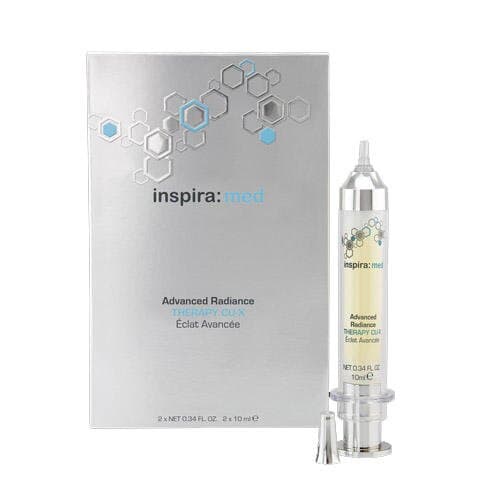 inspira:med
Advanced Radiance
THERAPY CU-X
Éclat Avancée
2 x NET 0.34 FL. OZ. 2 x 10 ml e
inspira:med
Advanced
Radiance
THERAPY CU-X
Éclat Avancée
NET 0.34 FL. OZ.
10ml e